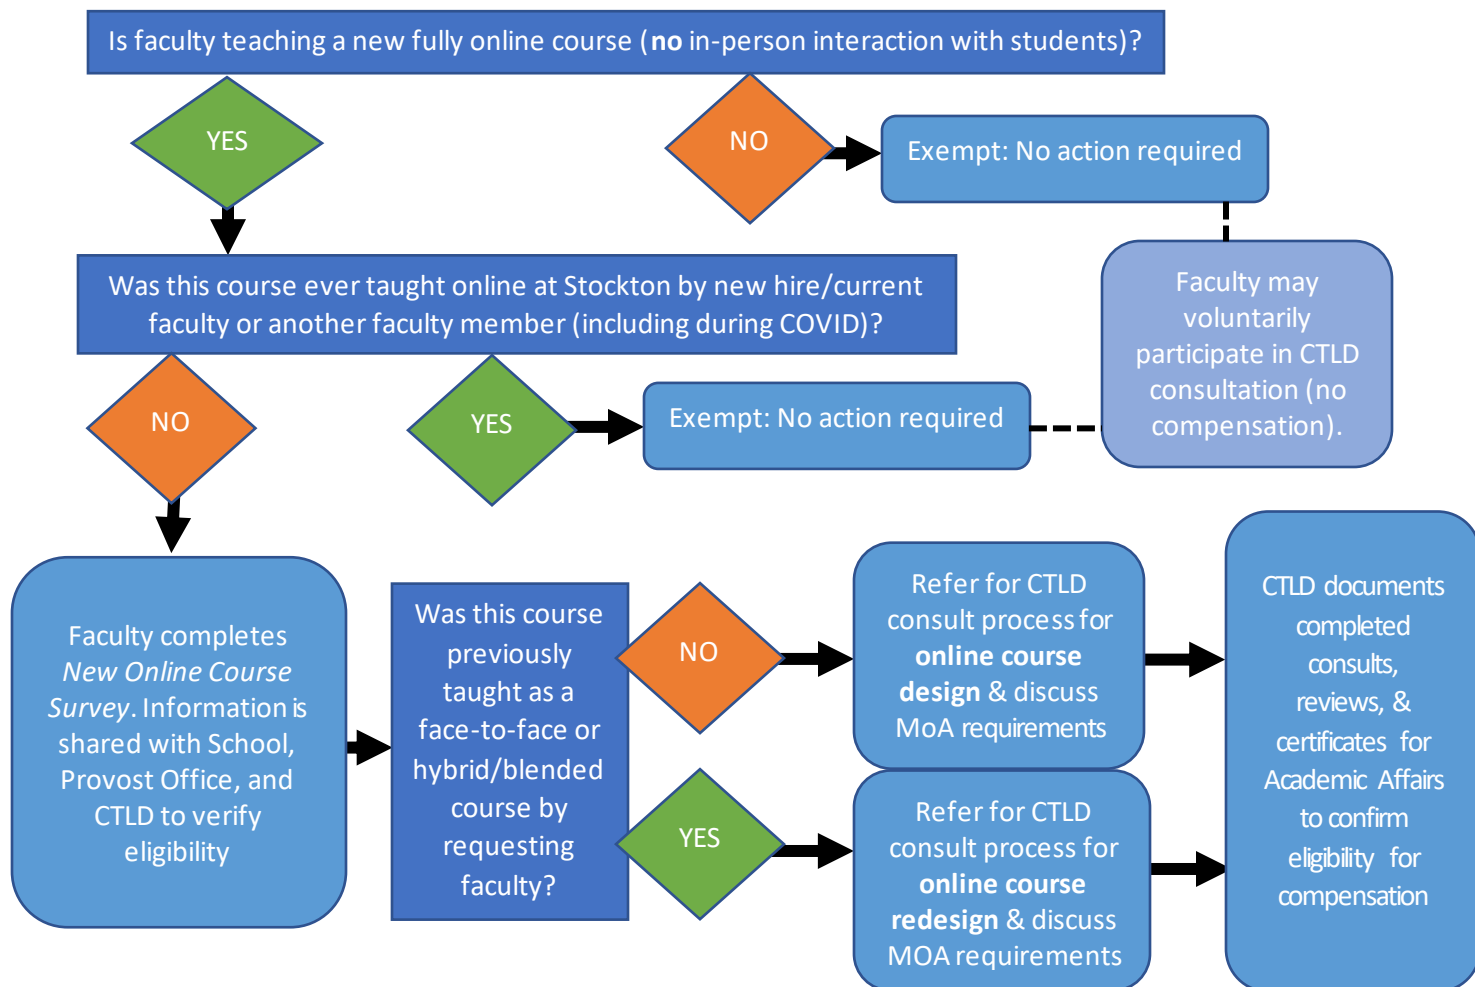 Is faculty teaching a new fully online course (no in-person interaction with students)?
YES
NO
Exempt: No action required
Was this course ever taught online at Stockton by new hire/current
faculty or another faculty member (including during COVID)?
Faculty may
voluntarily
participate in CTLD
consultation (no
compensation).
NO
YES
Exempt: No action required
Faculty completes
New Online Course
Survey. Information is
shared with School,
Provost Office, and
CTLD to verify
eligibility
Was this course
previously
taught as a
face-to-face or
hybrid/blended
course by
requesting
faculty?
NO
Refer for CTLD
consult process for
online course
design & discuss
MoA requirements
YES
Refer for CTLD
consult process for
online course
redesign & discuss
MOA requirements
CTLD documents
completed
consults,
reviews, &
certificates for
Academic Affairs
to confirm
eligibility for
compensation